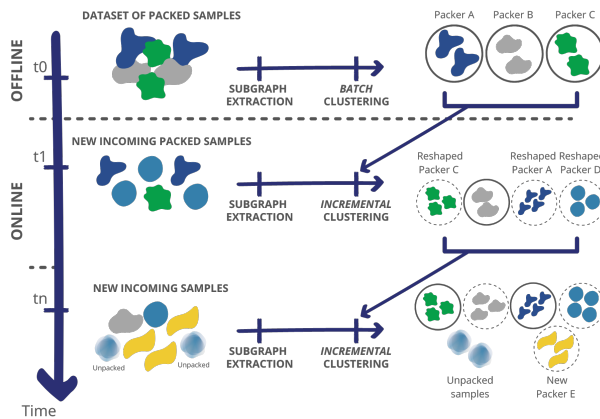 DATASET OF PACKED SAMPLES
Packer A
Packer B
Packer C
OFFLINE
t0
SUBGRAPH
EXTRACTION
BATCH
CLUSTERING
NEW INCOMING PACKED SAMPLES
ONLINE
t1
SUBGRAPH
EXTRACTION
INCREMENTAL
CLUSTERING
Reshaped
Packer C
Reshaped
Packer A
Reshaped
Packer D
NEW INCOMING SAMPLES
tn
Unpacked
Unpacked
SUBGRAPH
EXTRACTION
INCREMENTAL
CLUSTERING
Unpacked
samples
New
Packer E
Time